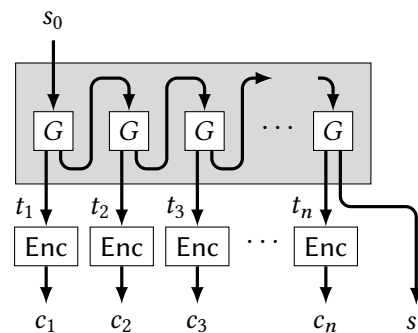 s₀
G G G ··· G
t₁ t₂ t₃ tₙ
Enc Enc Enc ··· Enc
c₁ c₂ c₃ cₙ s